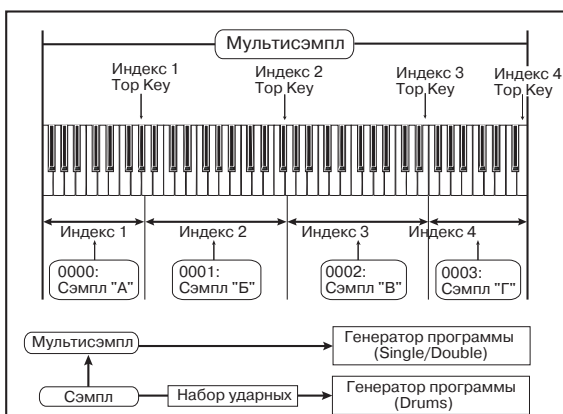 Мультисэмпл
Индекс 1 Индекс 2 Индекс 3 Индекс 4
Top Key Top Key Top Key Top Key
Индекс 1 Индекс 2 Индекс 3 Индекс 4
0000: 0001: 0002: 0003:
Сэмпл "А" Сэмпл "Б" Сэмпл "В" Сэмпл "Г"
Мультисэмпл
Генератор программы
(Single/Double)
Сэмпл
Набор ударных
Генератор программы
(Drums)